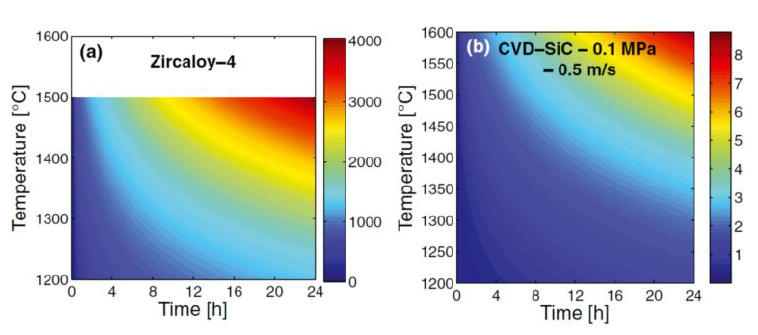 (a)
Zircaloy–4
Temperature [°C]
1600
1500
1400
1300
1200
0 4 8 12 16 20 24
Time [h]
4000
3000
2000
1000
0
(b) CVD–SiC – 0.1 MPa
– 0.5 m/s
Temperature [°C]
1600
1550
1500
1450
1400
1350
1300
1250
1200
0 4 8 12 16 20 24
Time [h]
8
7
6
5
4
3
2
1